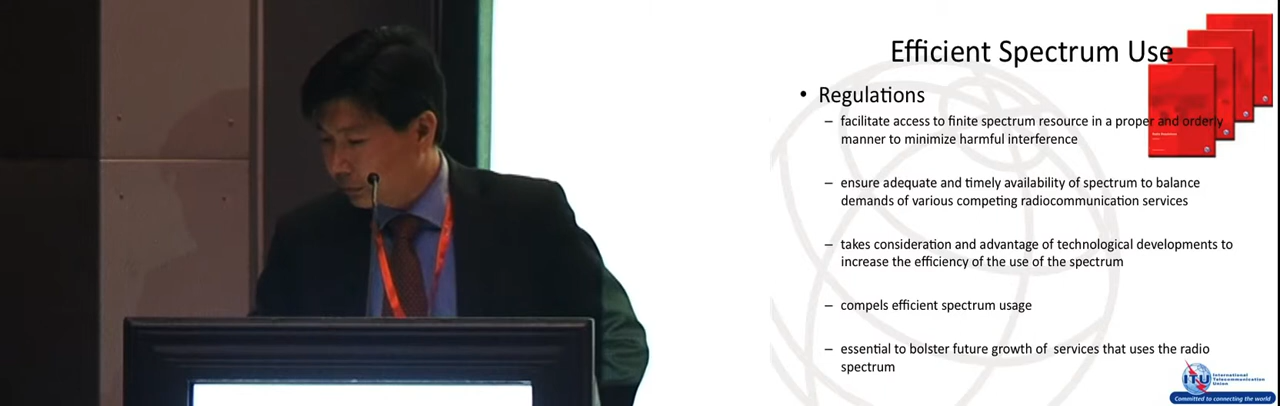 Efficient Spectrum Use
• Regulations
– facilitate access to finite spectrum resource in a proper and orderly
manner to minimize harmful interference
– ensure adequate and timely availability of spectrum to balance
demands of various competing radiocommunication services
– takes consideration and advantage of technological developments to
increase the efficiency of the use of the spectrum
– compels efficient spectrum usage
– essential to bolster future growth of  services that uses the radio
spectrum
ITU
International
Telecommunication
Union
Committed to connecting the world